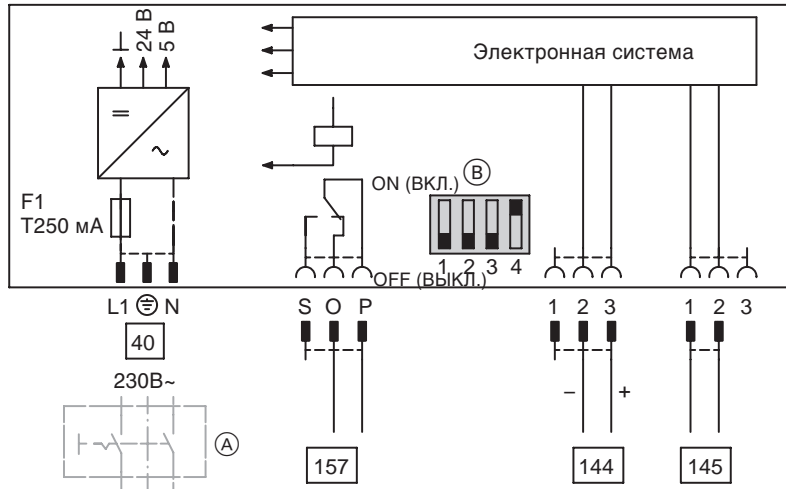 24 В
5 В
Электронная система
=
~
F1
T250 мА
ON (ВКЛ.)
B
1 2 3 4
OFF (ВЫКЛ.)
L1 N
S O P
1 2 3
1 2 3
40
230В~
A
– +
157
144
145